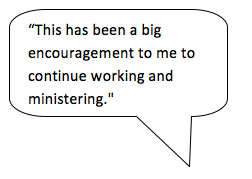 “This has been a big
encouragement to me to
continue working and
ministering."